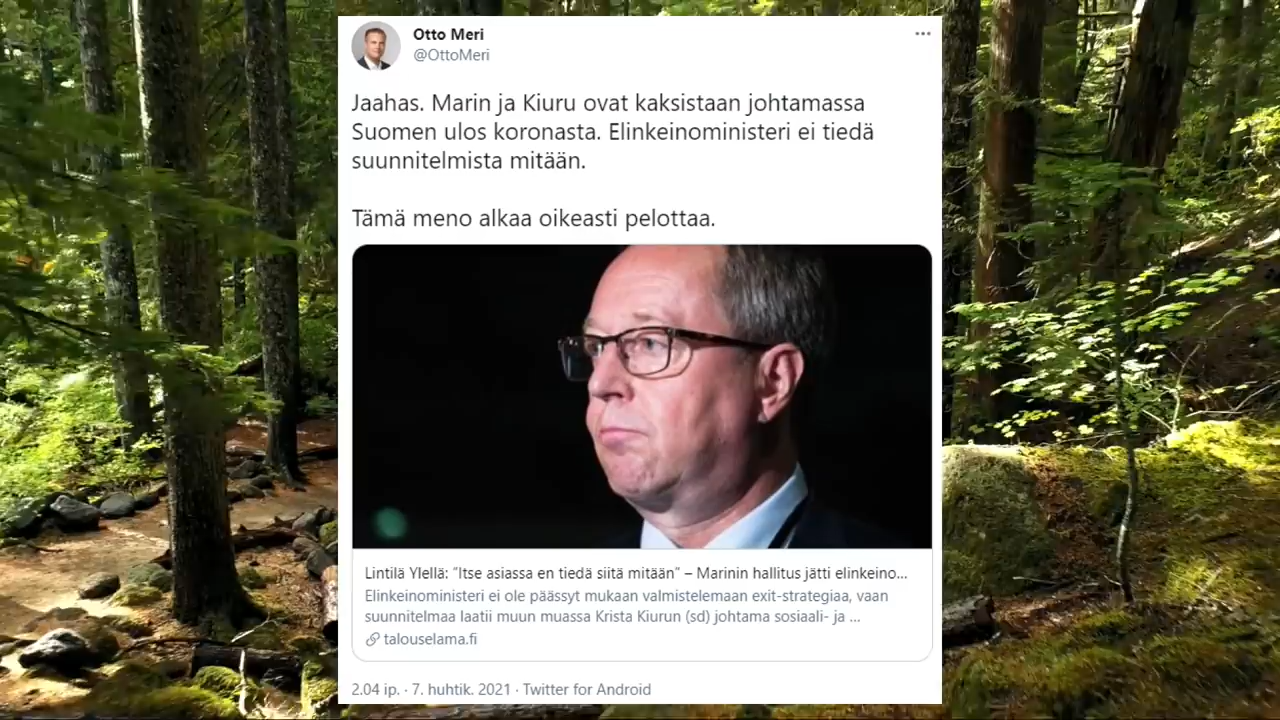 Otto Meri
@OttoMeri
Jaahas. Marin ja Kiuru ovat kaksistaan johtamassa
Suomen ulos koronasta. Elinkeinoministeri ei tiedä
suunnitelmista mitään.
Tämä meno alkaa oikeasti pelottaa.
Lintilä Ylellä: ”Itse asiassa en tiedä siitä mitään” – Marinin hallitus jätti elinkeino...
Elinkeinoministeri ei ole päässyt mukaan valmistelemaan exit-strategiaa, vaan
suunnitelmaa laatii muun muassa Krista Kiurun (sd) johtama sosiaali- ja ...
talouselama.fi
2.04 ip. · 7. huhtik. 2021 · Twitter for Android